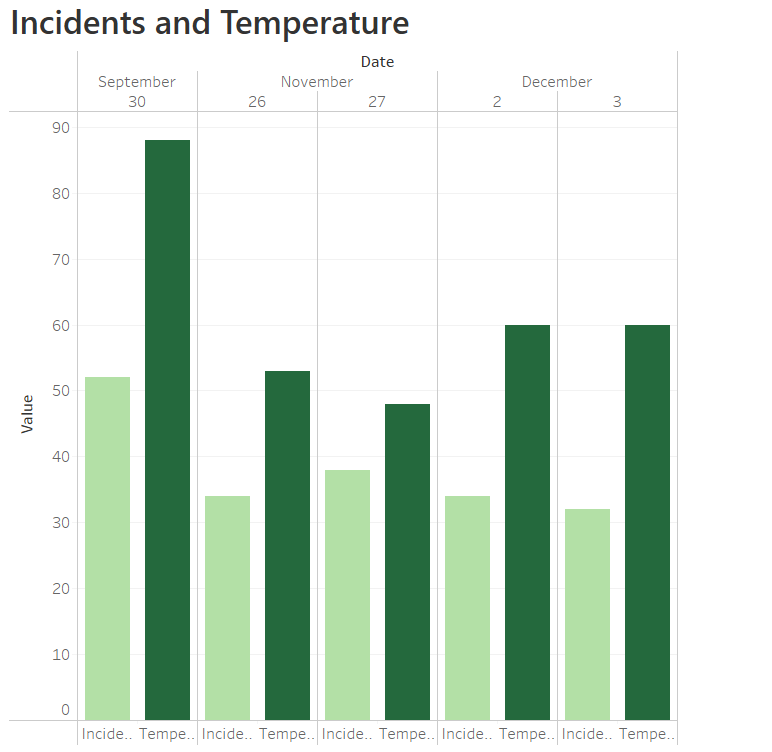 Incidents and Temperature
Date
September November December
30 26 27 2 3
90
80
70
60
50
40
30
20
10
0
Value
Incide.. Tempe.. Incide.. Tempe.. Incide.. Tempe.. Incide.. Tempe.. Incide.. Tempe..